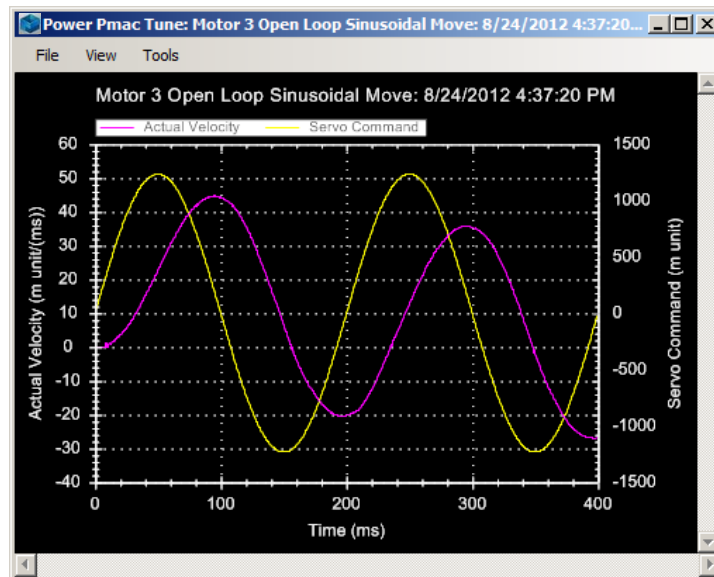 Power Pmac Tune: Motor 3 Open Loop Sinusoidal Move: 8/24/2012 4:37:20...
File View Tools
Motor 3 Open Loop Sinusoidal Move: 8/24/2012 4:37:20 PM
Actual Velocity Servo Command
60
50
40
30
20
10
0
-10
-20
-30
-40
Actual Velocity (m unit/(ms))
1500
1000
500
0
-500
-1000
-1500
Servo Command (m unit)
0 100 200 300 400
Time (ms)